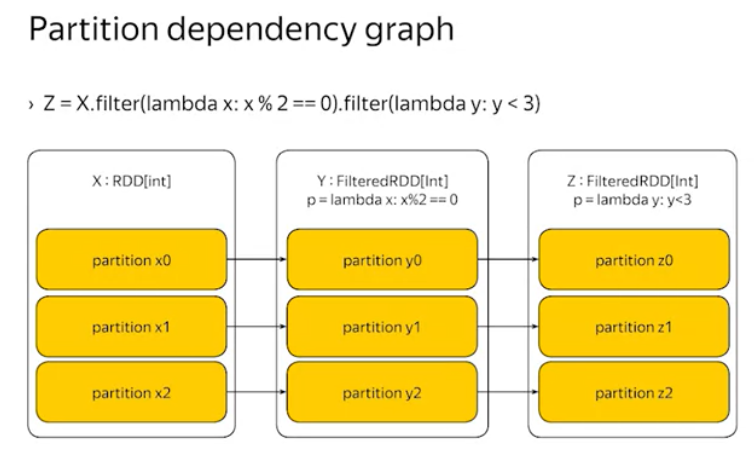 Partition dependency graph
› Z = X.filter(lambda x: x % 2 == 0).filter(lambda y: y < 3)
X : RDD[int]
Y : FilteredRDD[Int]
p = lambda x: x%2 == 0
Z : FilteredRDD[Int]
p = lambda y: y<3
partition x0
partition y0
partition z0
partition x1
partition y1
partition z1
partition x2
partition y2
partition z2